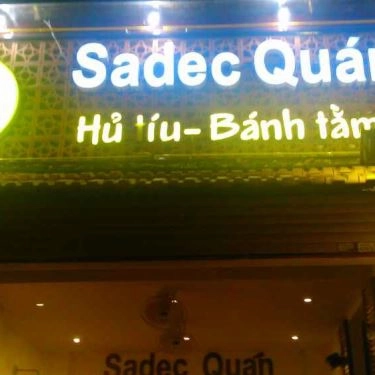 Sadec Quán
Hủ tíu-Bánh tằm
Sadec Quán